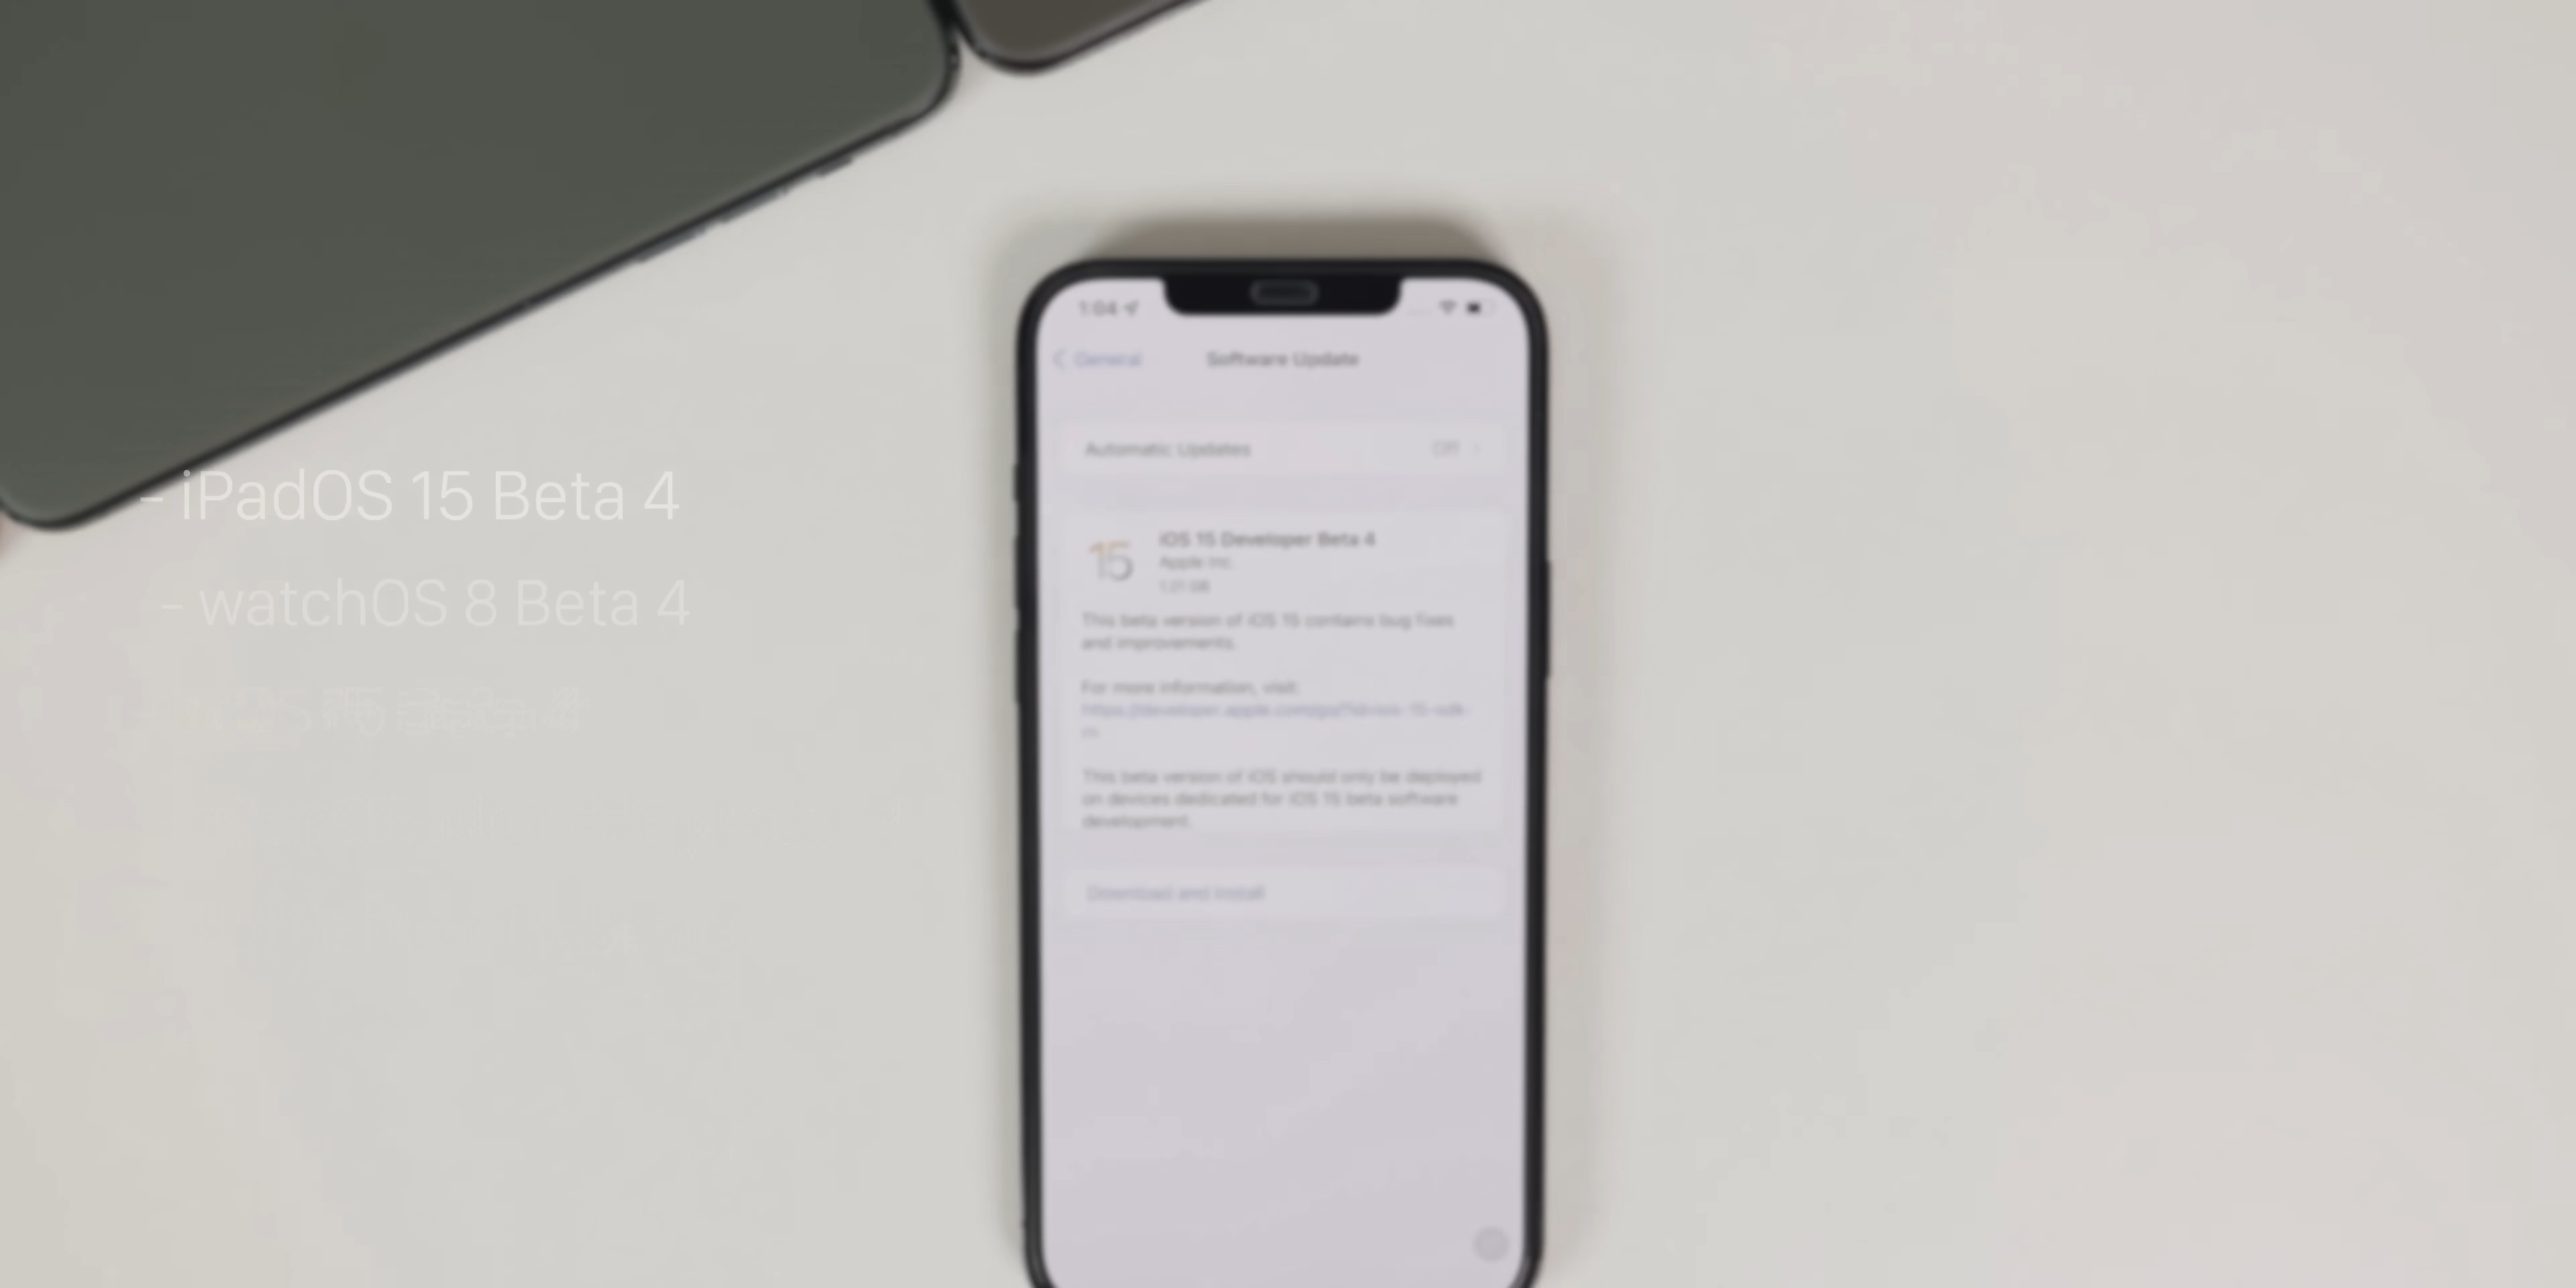 - iPadOS 15 Beta 4
- watchOS 8 Beta 4
1:04
General
Software Update
Automatic Updates
Off
15
iOS 15 Developer Beta 4
Apple Inc.
This beta version of iOS 15 contains bug fixes
and improvements.
For more information, visit:
This beta version of iOS should only be deployed
on devices dedicated for iOS 15 beta software
development.
Download and Install